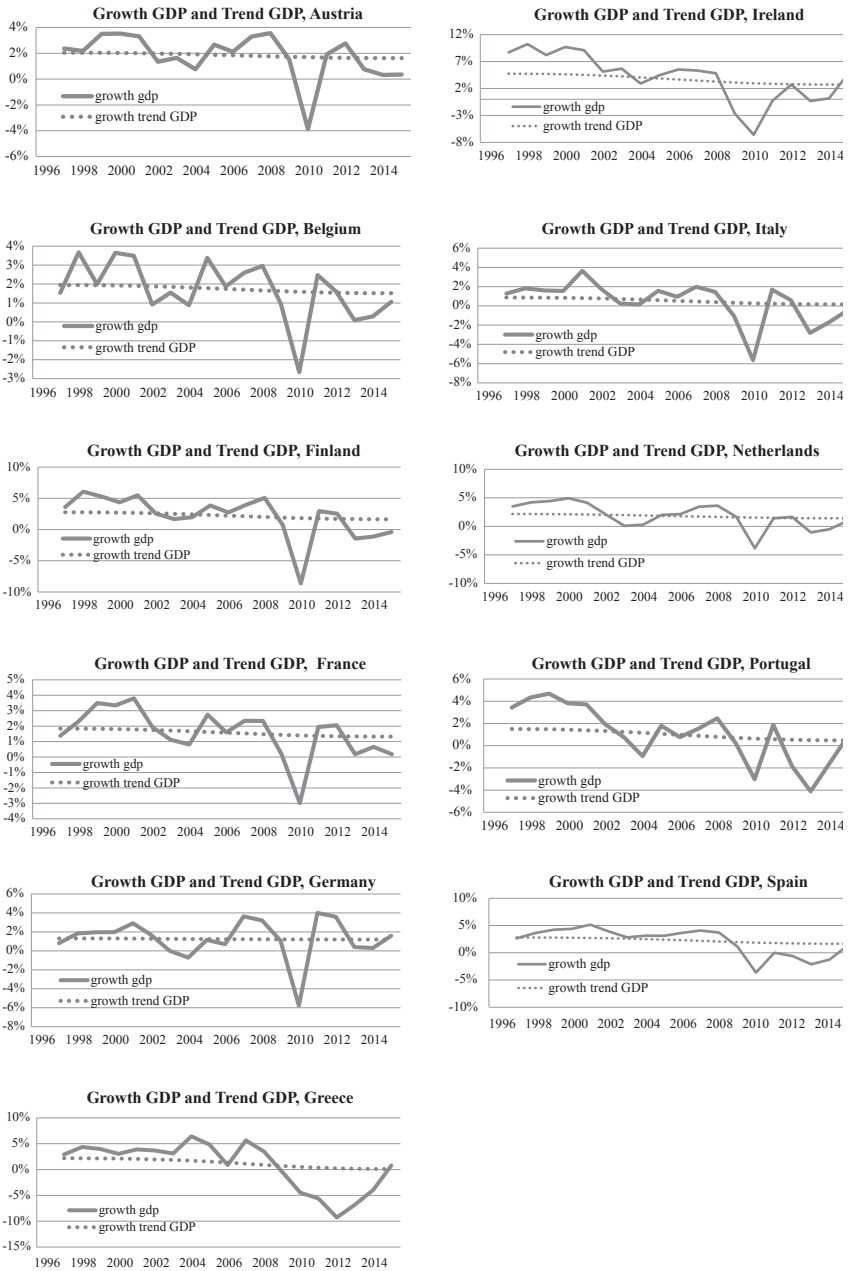 Growth GDP and Trend GDP, Austria
4%
2%
0%
-2%
-4%
-6%
growth gdp
growth trend GDP
1996 1998 2000 2002 2004 2006 2008 2010 2012 2014
Growth GDP and Trend GDP, Ireland
12%
7%
2%
-3%
-8%
growth gdp
growth trend GDP
1996 1998 2000 2002 2004 2006 2008 2010 2012 2014
Growth GDP and Trend GDP, Belgium
4%
3%
2%
1%
0%
-1%
-2%
-3%
growth gdp
growth trend GDP
1996 1998 2000 2002 2004 2006 2008 2010 2012 2014
Growth GDP and Trend GDP, Italy
6%
4%
2%
0%
-2%
-4%
-6%
-8%
growth gdp
growth trend GDP
1996 1998 2000 2002 2004 2006 2008 2010 2012 2014
Growth GDP and Trend GDP, Finland
10%
5%
0%
-5%
-10%
growth gdp
growth trend GDP
1996 1998 2000 2002 2004 2006 2008 2010 2012 2014
Growth GDP and Trend GDP, Netherlands
10%
5%
0%
-5%
-10%
growth gdp
growth trend GDP
1996 1998 2000 2002 2004 2006 2008 2010 2012 2014
Growth GDP and Trend GDP, France
5%
4%
3%
2%
1%
0%
-1%
-2%
-3%
-4%
growth gdp
growth trend GDP
1996 1998 2000 2002 2004 2006 2008 2010 2012 2014
Growth GDP and Trend GDP, Portugal
6%
4%
2%
0%
-2%
-4%
-6%
growth gdp
growth trend GDP
1996 1998 2000 2002 2004 2006 2008 2010 2012 2014
Growth GDP and Trend GDP, Germany
6%
4%
2%
0%
-2%
-4%
-6%
-8%
growth gdp
growth trend GDP
1996 1998 2000 2002 2004 2006 2008 2010 2012 2014
Growth GDP and Trend GDP, Spain
10%
5%
0%
-5%
-10%
growth gdp
growth trend GDP
1996 1998 2000 2002 2004 2006 2008 2010 2012 2014
Growth GDP and Trend GDP, Greece
10%
5%
0%
-5%
-10%
-15%
growth gdp
growth trend GDP
1996 1998 2000 2002 2004 2006 2008 2010 2012 2014